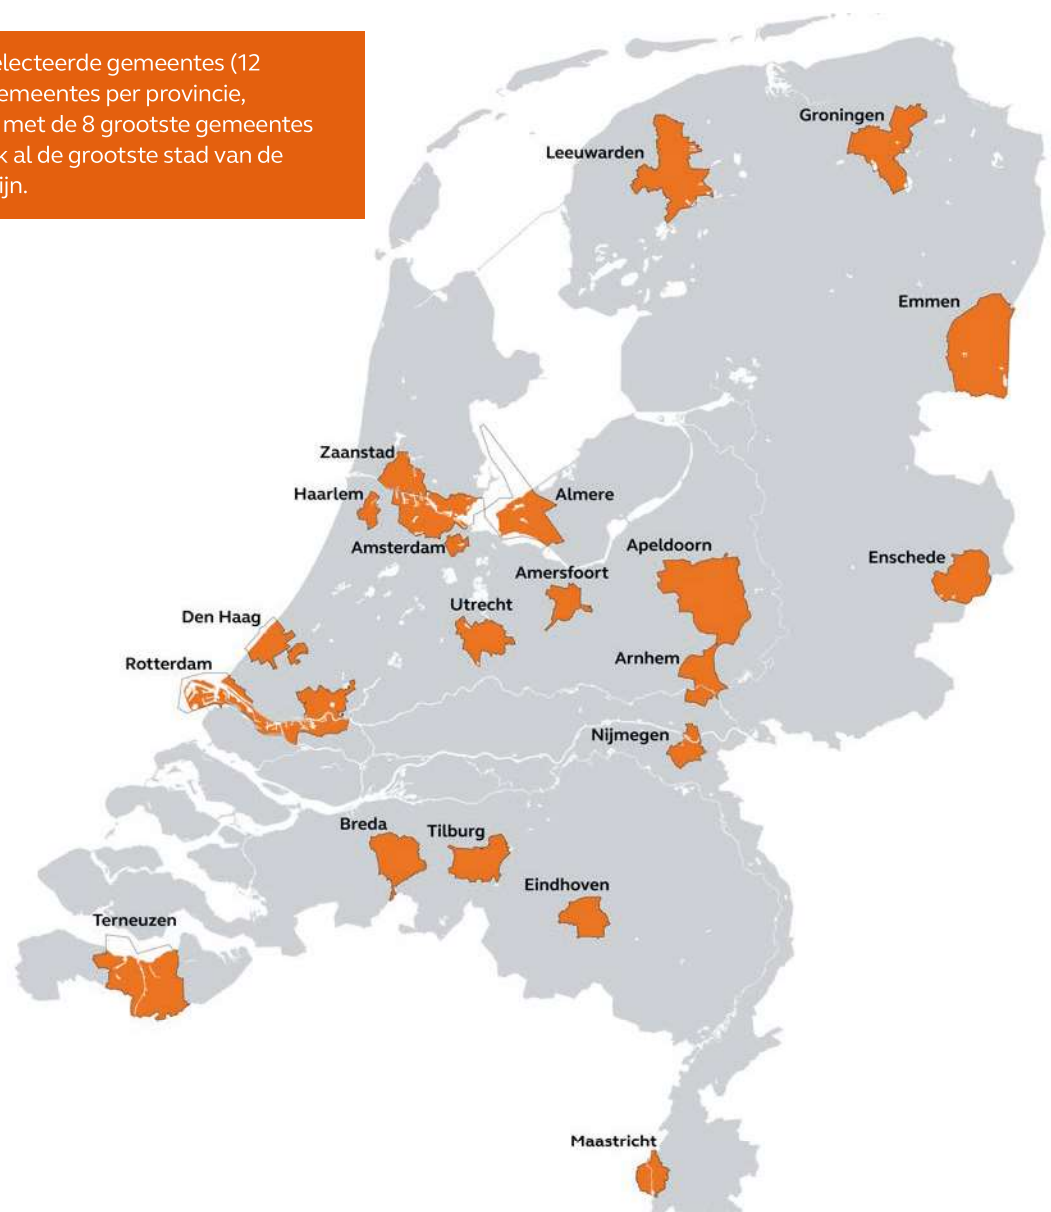 lecteerde gemeentes (12
emeentes per provincie,
met de 8 grootste gemeentes
k al de grootste stad van de
ijn.
Groningen
Leeuwarden
Emmen
Zaanstad
Haarlem
Almere
Amsterdam
Apeldoorn
Enschede
Amersfoort
Utrecht
Den Haag
Arnhem
Rotterdam
Nijmegen
Breda
Tilburg
Eindhoven
Terneuzen
Maastricht